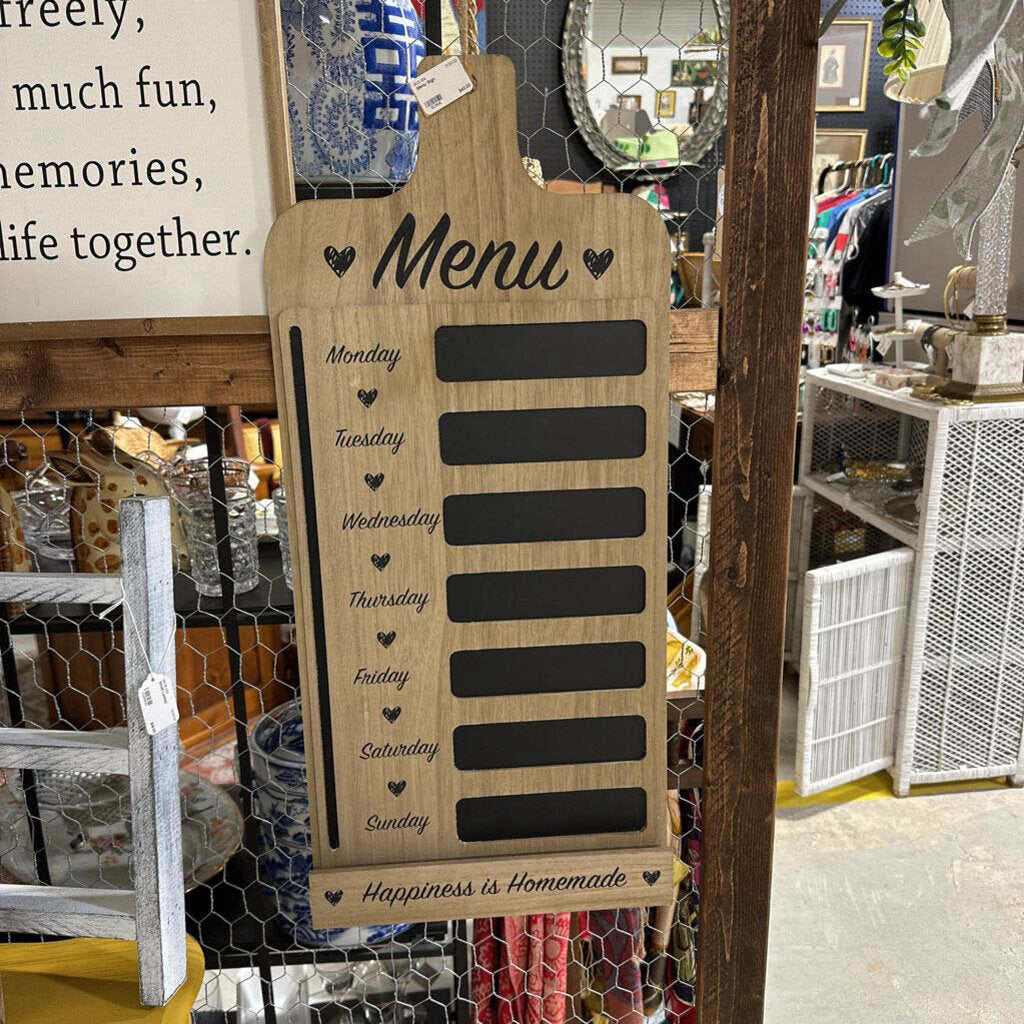 freely,
much fun,
memories,
life together.
Menu
Monday
Tuesday
Wednesday
Thursday
Friday
Saturday
Sunday
Happiness is Homemade